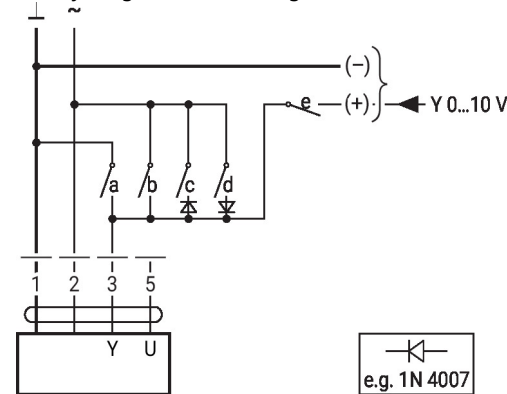 ⊥ ~
(–)
e (+) Y 0...10 V
a b c d
1 2 3 5
Y U
e.g. 1N 4007